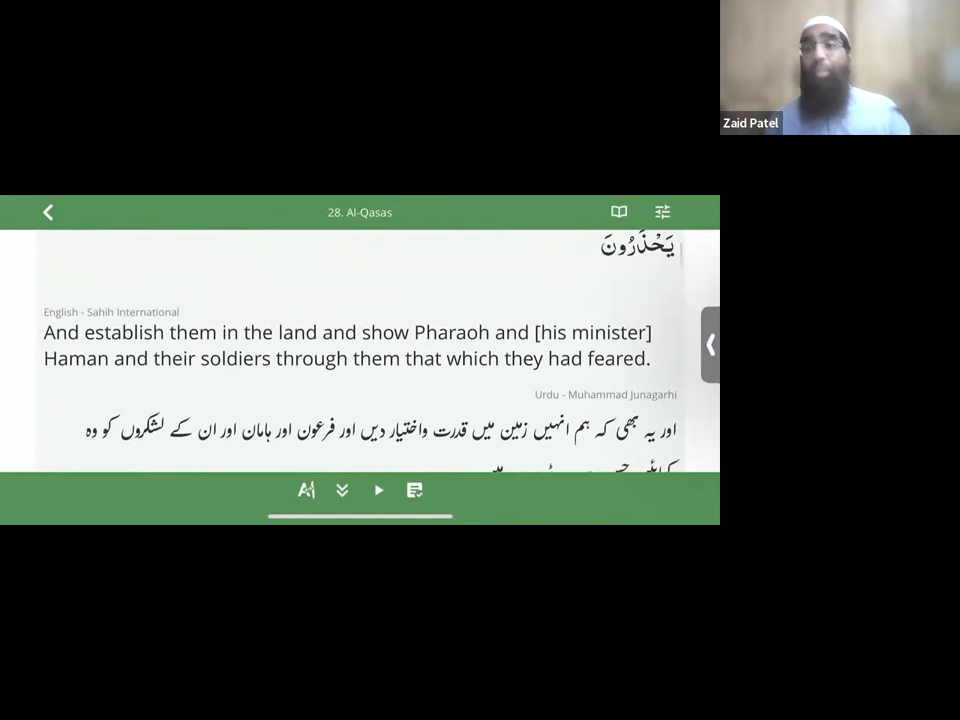 Zaid Patel
28. Al-Qasas
يَحْذَرُونَ
English - Sahih International
And establish them in the land and show Pharaoh and [his minister]
Haman and their soldiers through them that which they had feared.
Urdu - Muhammad Junagarhi
اور یہ بھی کہ ہم انہیں زمین میں قدرت واختیار دیں اور فرعون اور ہامان اور ان کے لشکروں کو وہ